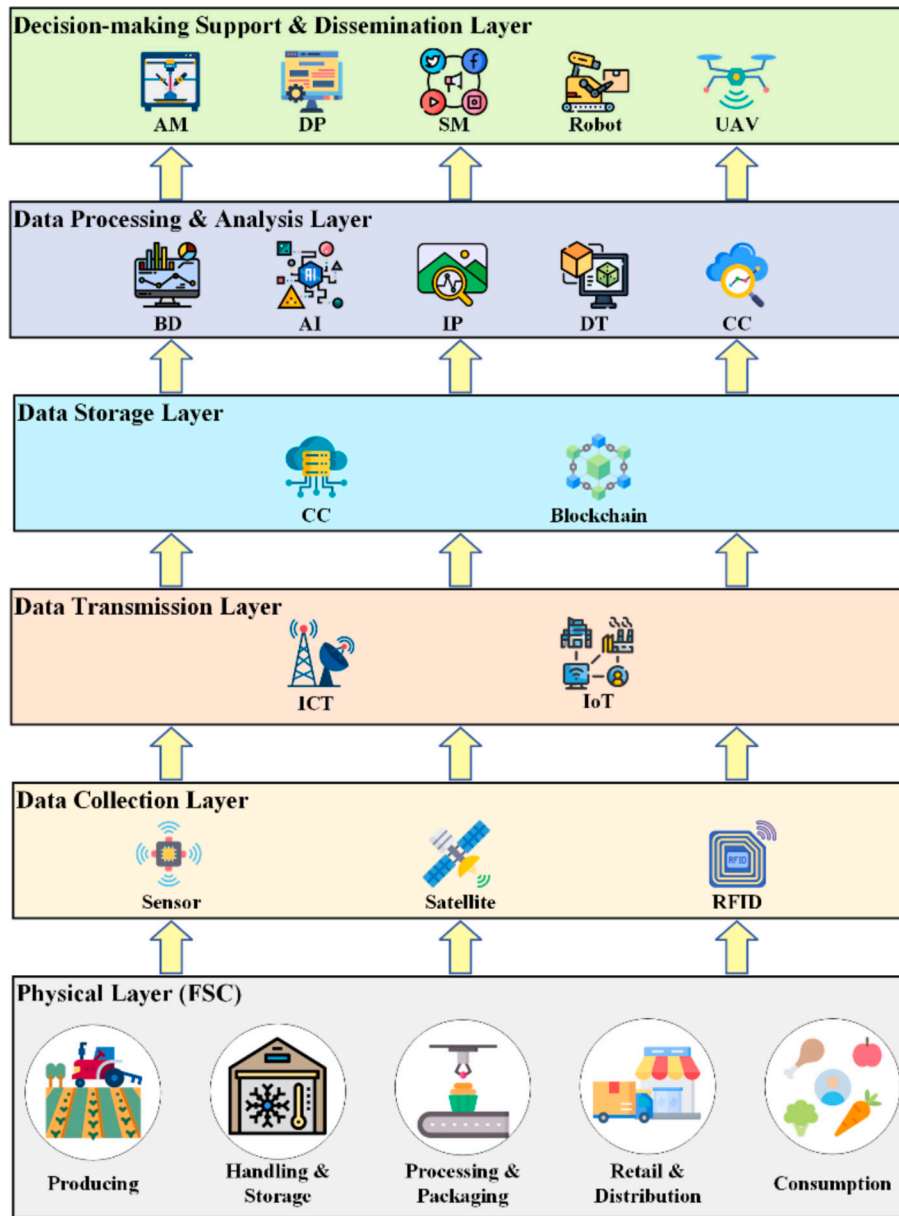 Decision-making Support & Dissemination Layer
AM
DP
SM
Robot
UAV
Data Processing & Analysis Layer
AI
BD
AI
IP
DT
CC
Data Storage Layer
CC
Blockchain
Data Transmission Layer
ICT
IoT
Data Collection Layer
RFID
Sensor
Satellite
RFID
Physical Layer (FSC)
Producing
Handling &
Storage
Processing &
Packaging
Retail &
Distribution
Consumption